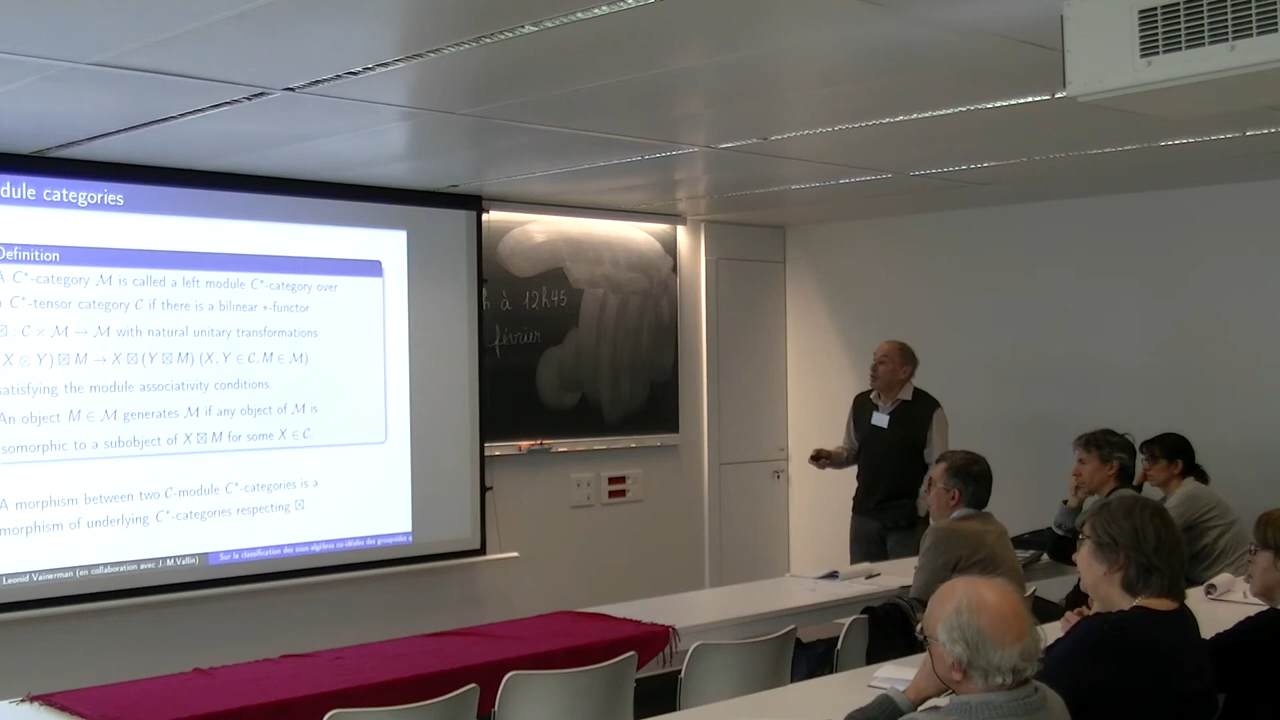 dule categories
Definition
A C*-category M is called a left module C*-category over
C*-tensor category C if there is a bilinear *-functor
⊠ : C × M → M with natural unitary transformations
X ⊗ Y) ⊠ M → X ⊠ (Y ⊠ M) (X, Y ∈ C, M ∈ M)
satisfying the module associativity conditions.
An object M ∈ M generates M if any object of M is
somorphic to a subobject of X ⊠ M for some X ∈ C.
A morphism between two C-module C*-categories is a
morphism of underlying C*-categories respecting ⊠.
Leonid Vainerman (en collaboration avec J.-M.Vallin)
Sur la classification des sous-algèbres co-idéales des groupoïdes
h à 12h45
février